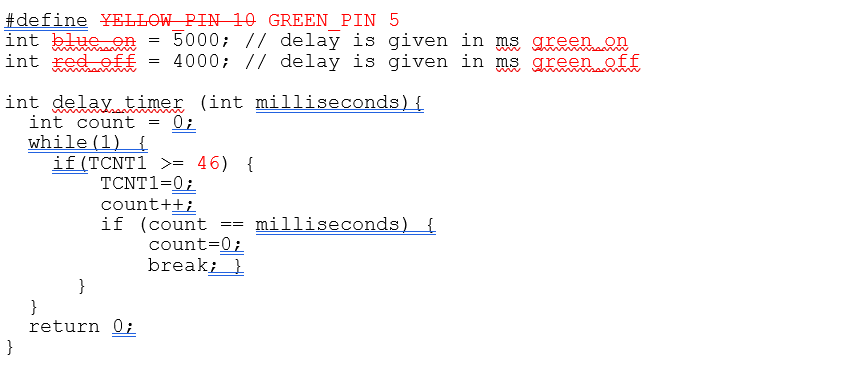 #define YELLOW_PIN 10 GREEN_PIN 5
int blue_on = 5000; // delay is given in ms green_on
int red_off = 4000; // delay is given in ms green_off
int delay_timer (int milliseconds){
int count = 0;
while(1) {
if(TCNT1 >= 46) {
TCNT1=0;
count++;
if (count == milliseconds) {
count=0;
break; }
}
}
return 0;
}